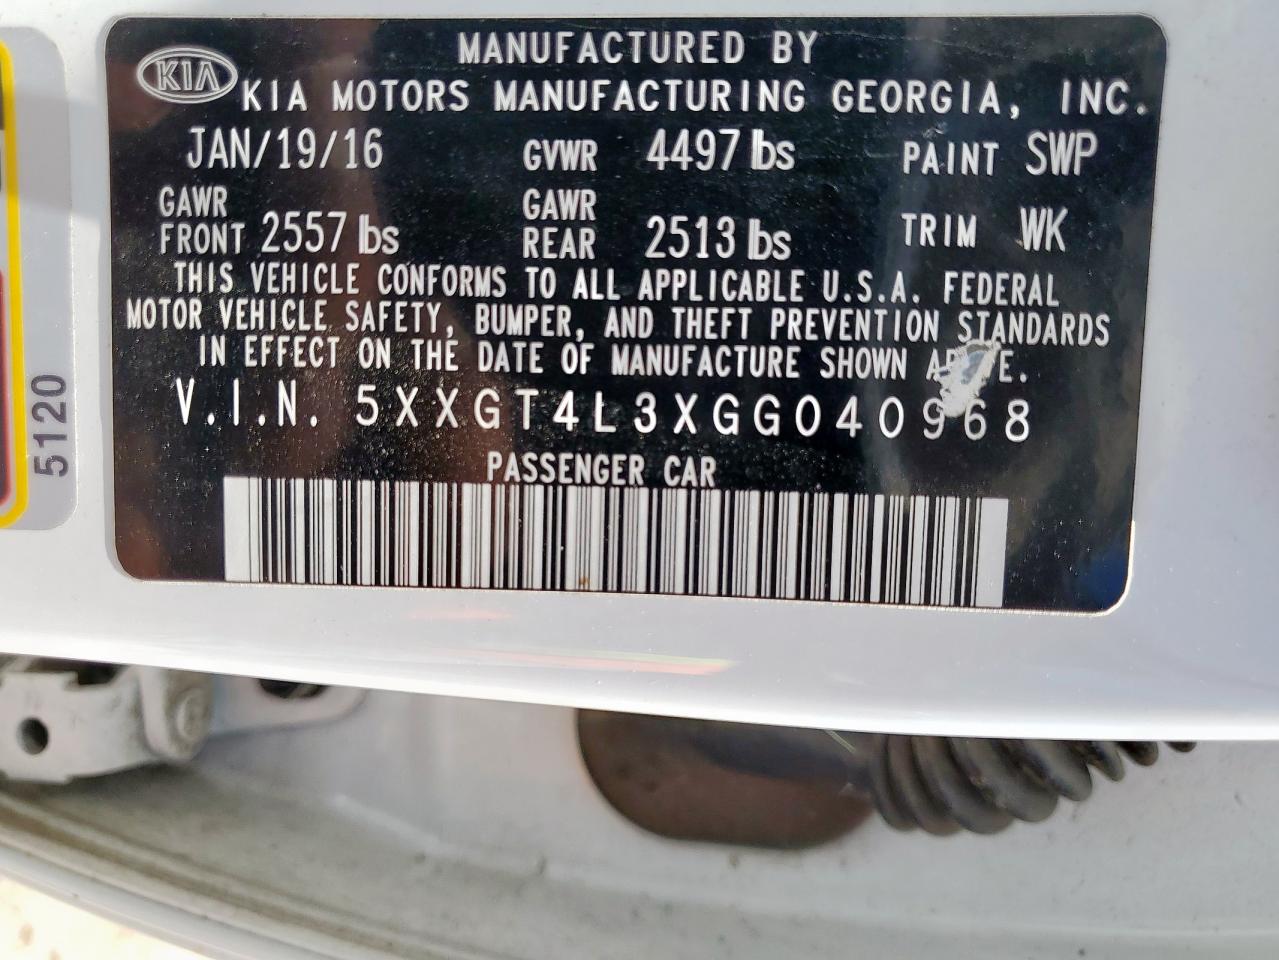 MANUFACTURED BY
KIA KIA MOTORS MANUFACTURING GEORGIA, INC.
JAN/19/16 GVWR 4497 lbs PAINT SWP
GAWR FRONT 2557 lbs GAWR REAR 2513 lbs TRIM WK
THIS VEHICLE CONFORMS TO ALL APPLICABLE U.S.A. FEDERAL
MOTOR VEHICLE SAFETY, BUMPER, AND THEFT PREVENTION STANDARDS
IN EFFECT ON THE DATE OF MANUFACTURE SHOWN ABOVE.
V.I.N. 5XXGT4L3XGG040968
PASSENGER CAR
5120